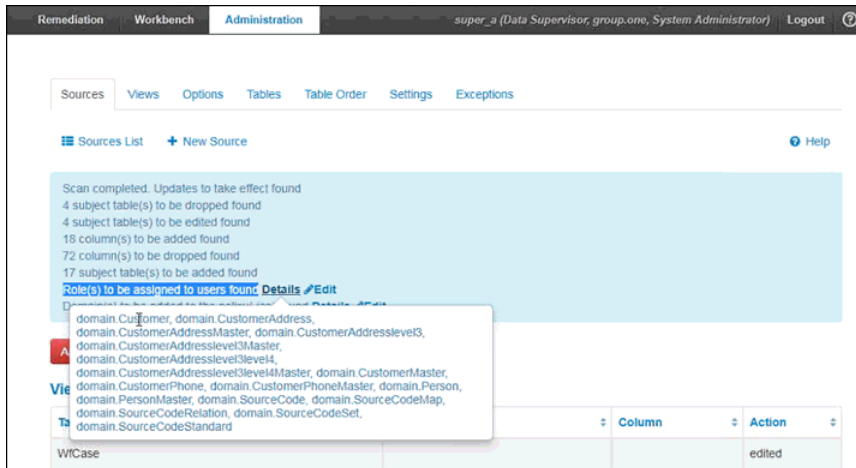 Remediation Workbench Administration super_a (Data Supervisor, group.one, System Administrator) Logout
Sources Views Options Tables Table Order Settings Exceptions
Sources List + New Source Help
Scan completed. Updates to take effect found
4 subject table(s) to be dropped found
4 subject table(s) to be edited found
18 column(s) to be added found
72 column(s) to be dropped found
17 subject table(s) to be added found
Role(s) to be assigned to users found Details Edit
domain.Customer, domain.CustomerAddress,
domain.CustomerAddressMaster, domain.CustomerAddresslevel3,
domain.CustomerAddresslevel3Master,
domain.CustomerAddresslevel3level4,
domain.CustomerAddresslevel3level4Master, domain.CustomerMaster,
domain.CustomerPhone, domain.CustomerPhoneMaster, domain.Person,
domain.PersonMaster, domain.SourceCode, domain.SourceCodeMap,
domain.SourceCodeRelation, domain.SourceCodeSet,
domain.SourceCodeStandard
Column Action
WfCase edited